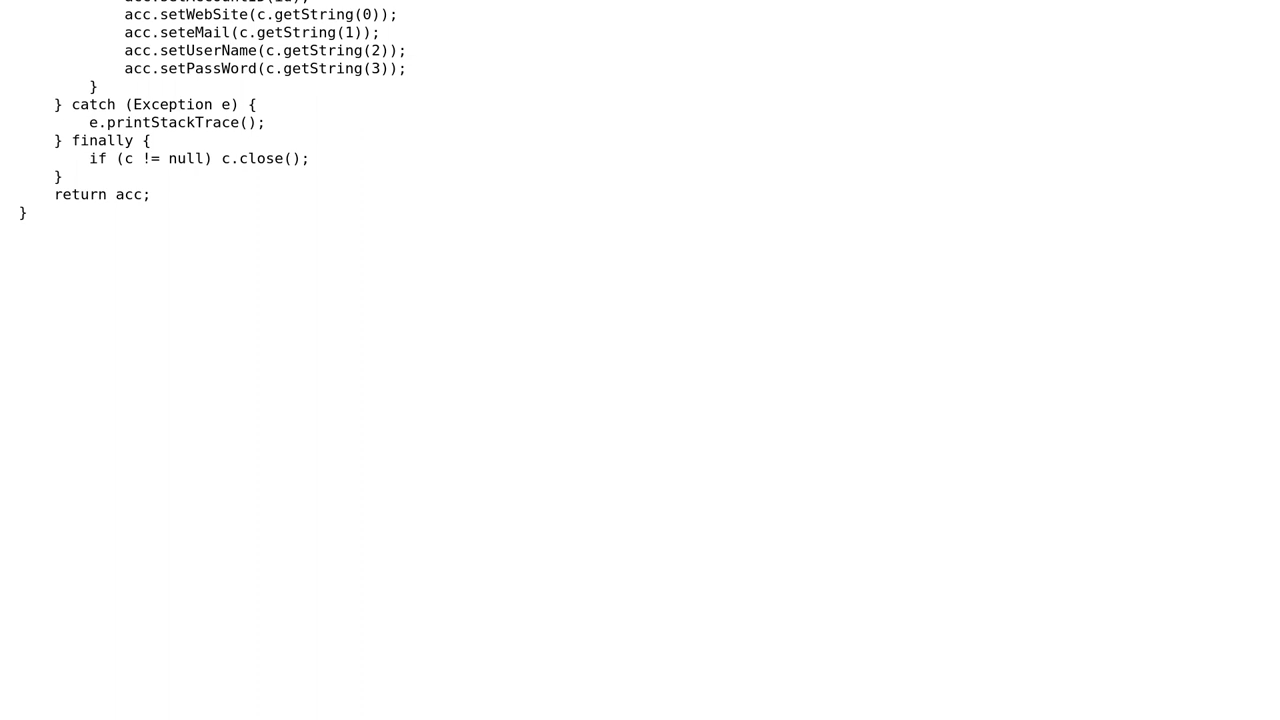 acc.setWebSite(c.getString(0));
acc.seteMail(c.getString(1));
acc.setUserName(c.getString(2));
acc.setPassWord(c.getString(3));
}
} catch (Exception e) {
e.printStackTrace();
} finally {
if (c != null) c.close();
}
return acc;
}